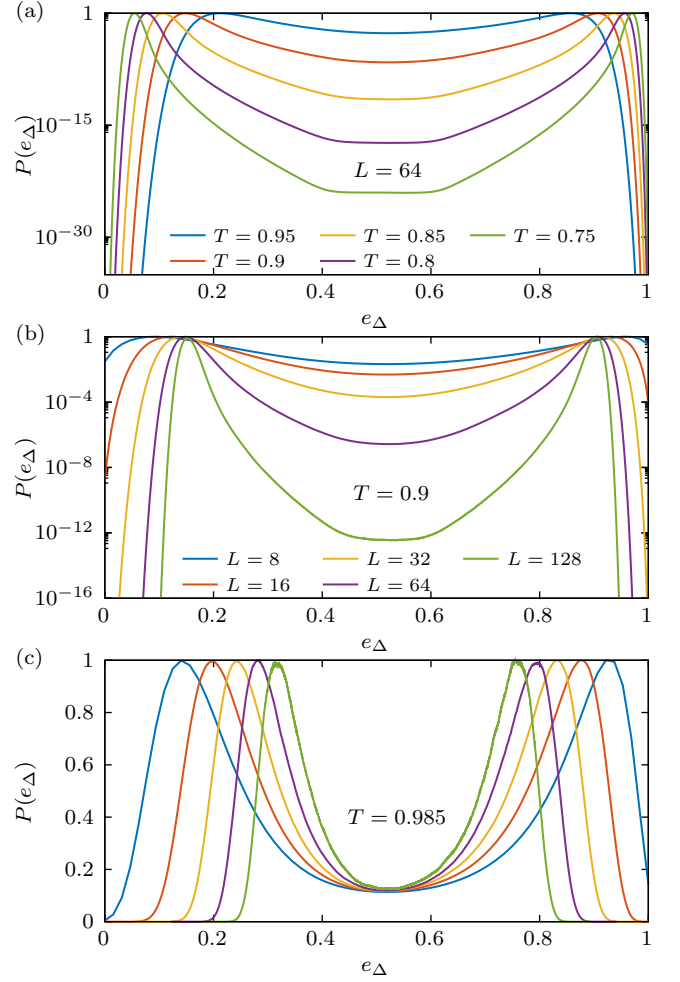 (a)
1
10⁻¹⁵
10⁻³⁰
P(e_Δ)
L = 64
T = 0.95 T = 0.85 T = 0.75
T = 0.9 T = 0.8
0 0.2 0.4 0.6 0.8 1
e_Δ
(b)
1
10⁻⁴
10⁻⁸
10⁻¹²
10⁻¹⁶
P(e_Δ)
T = 0.9
L = 8 L = 32 L = 128
L = 16 L = 64
0 0.2 0.4 0.6 0.8 1
e_Δ
(c)
1
0.8
0.6
0.4
0.2
0
P(e_Δ)
T = 0.985
0 0.2 0.4 0.6 0.8 1
e_Δ